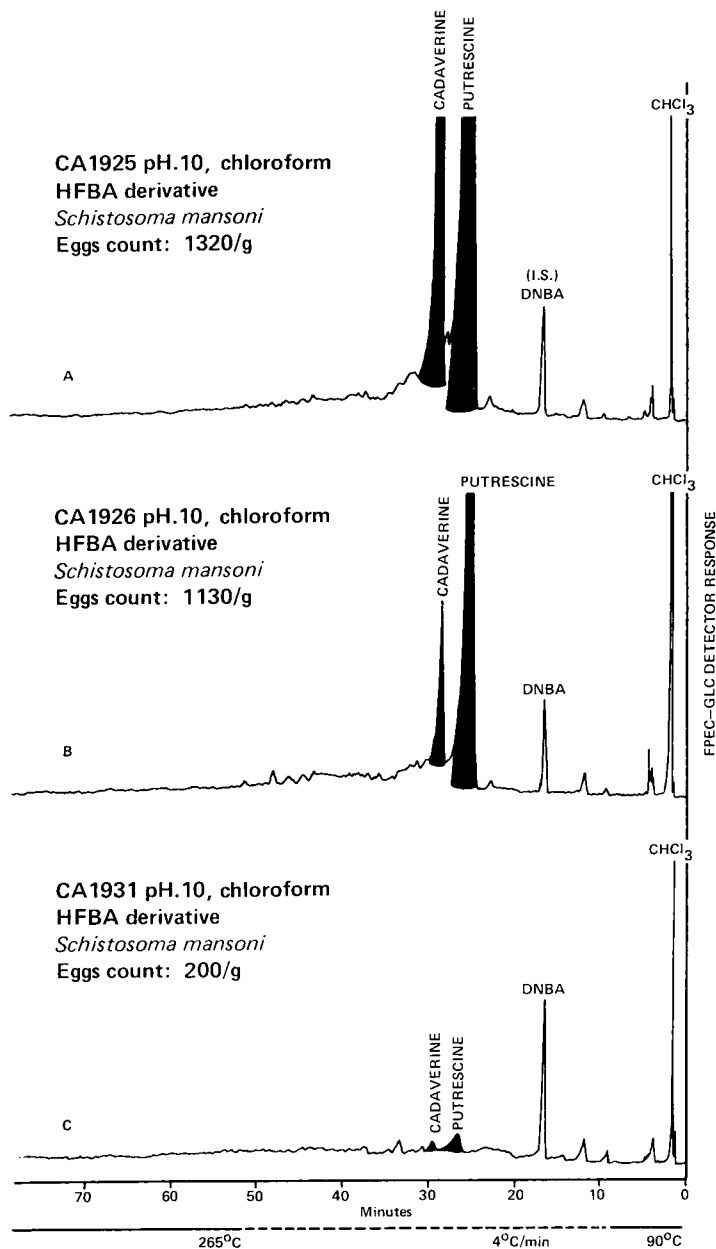 CADAVERINE
PUTRESCINE
CHCl3
CA1925 pH.10, chloroform
HFBA derivative
Schistosoma mansoni
Eggs count: 1320/g
(I.S.)
DNBA
A
PUTRESCINE
CHCl3
CA1926 pH.10, chloroform
HFBA derivative
Schistosoma mansoni
Eggs count: 1130/g
CADAVERINE
DNBA
B
FPEC-GLC DETECTOR RESPONSE
CHCl3
CA1931 pH.10, chloroform
HFBA derivative
Schistosoma mansoni
Eggs count: 200/g
DNBA
CADAVERINE
PUTRESCINE
C
70 60 50 40 30 20 10 0
Minutes
265°C 4°C/min 90°C